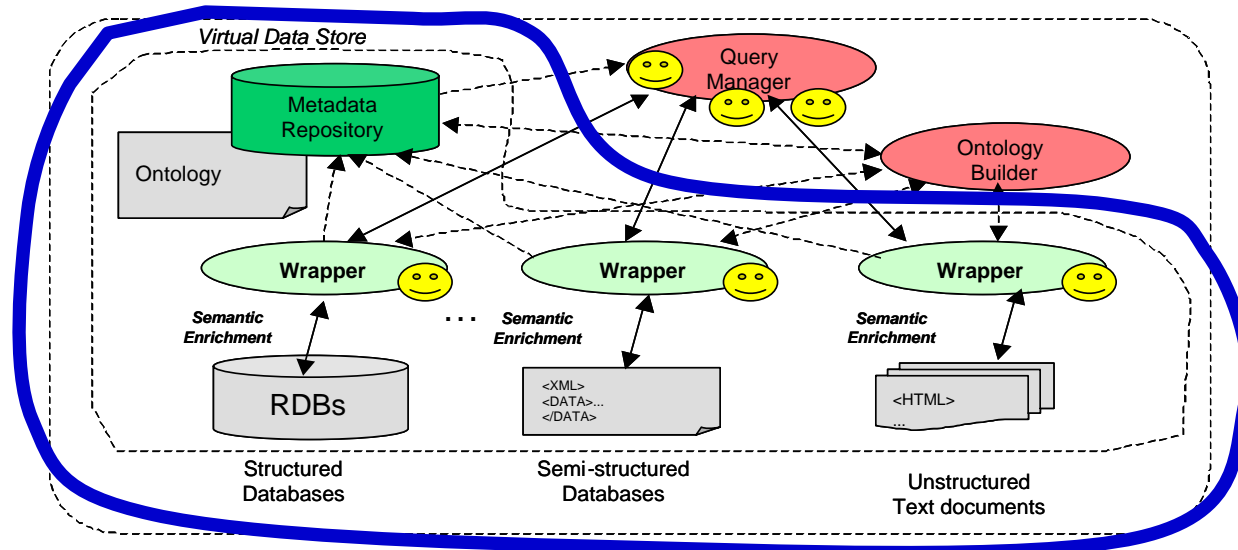 Virtual Data Store
Query
Manager
Metadata
Repository
Ontology
Builder
Ontology
Wrapper
Wrapper
Wrapper
Semantic
Enrichment
...
Semantic
Enrichment
Semantic
Enrichment
RDBs
<XML>
<DATA>...
</DATA>
<HTML>
...
Structured
Databases
Semi-structured
Databases
Unstructured
Text documents